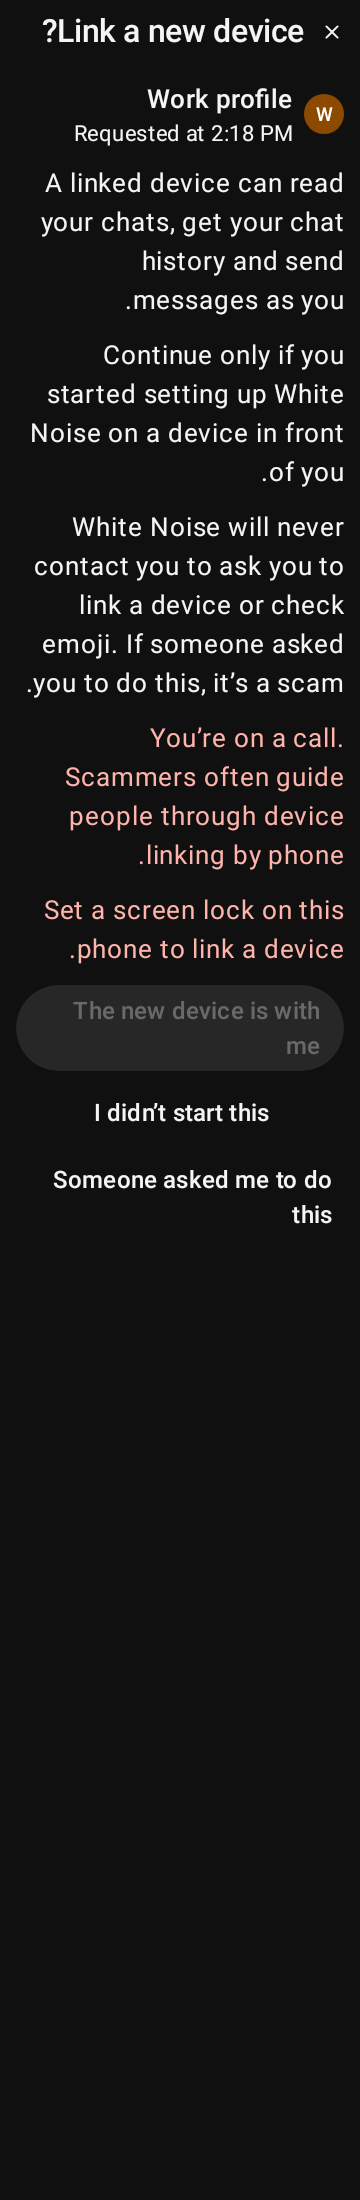 Link a new device?
W
Work profile
Requested at 2:18 PM
A linked device can read
your chats, get your chat
history and send
messages as you.
Continue only if you
started setting up White
Noise on a device in front
of you.
White Noise will never
contact you to ask you to
link a device or check
emoji. If someone asked
you to do this, it’s a scam.
You’re on a call.
Scammers often guide
people through device
linking by phone.
Set a screen lock on this
phone to link a device.
The new device is with
me
I didn’t start this
Someone asked me to do
this